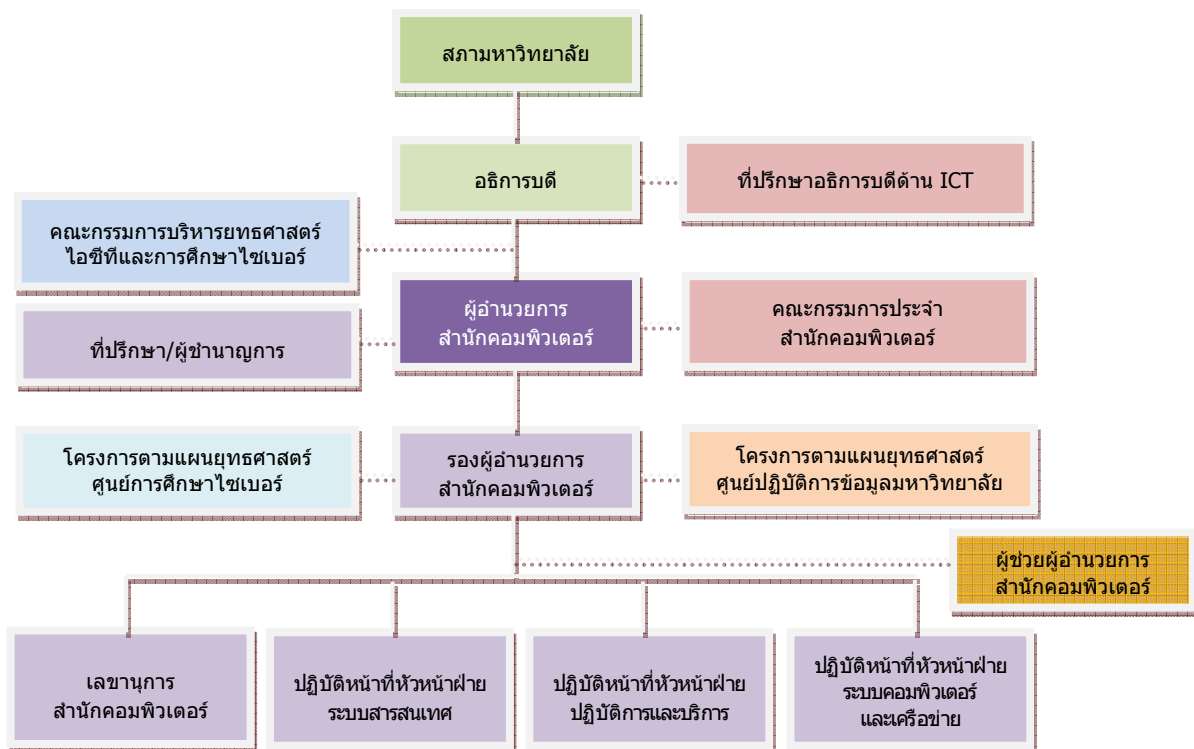 สภามหาวิทยาลัย
อธิการบดี
ที่ปรึกษาอธิการบดีด้าน ICT
คณะกรรมการบริหารยทธศาสตร์
ไอซีทีและการศึกษาไซเบอร์
ผู้อำนวยการ
สำนักคอมพิวเตอร์
คณะกรรมการประจำ
สำนักคอมพิวเตอร์
ที่ปรึกษา/ผู้ชำนาญการ
โครงการตามแผนยุทธศาสตร์
ศูนย์การศึกษาไซเบอร์
รองผู้อำนวยการ
สำนักคอมพิวเตอร์
โครงการตามแผนยุทธศาสตร์
ศูนย์ปฏิบัติการข้อมูลมหาวิทยาลัย
ผู้ช่วยผู้อำนวยการ
สำนักคอมพิวเตอร์
เลขานุการ
สำนักคอมพิวเตอร์
ปฏิบัติหน้าที่หัวหน้าฝ่าย
ระบบสารสนเทศ
ปฏิบัติหน้าที่หัวหน้าฝ่าย
ปฏิบัติการและบริการ
ปฏิบัติหน้าที่หัวหน้าฝ่าย
ระบบคอมพิวเตอร์
และเครือข่าย